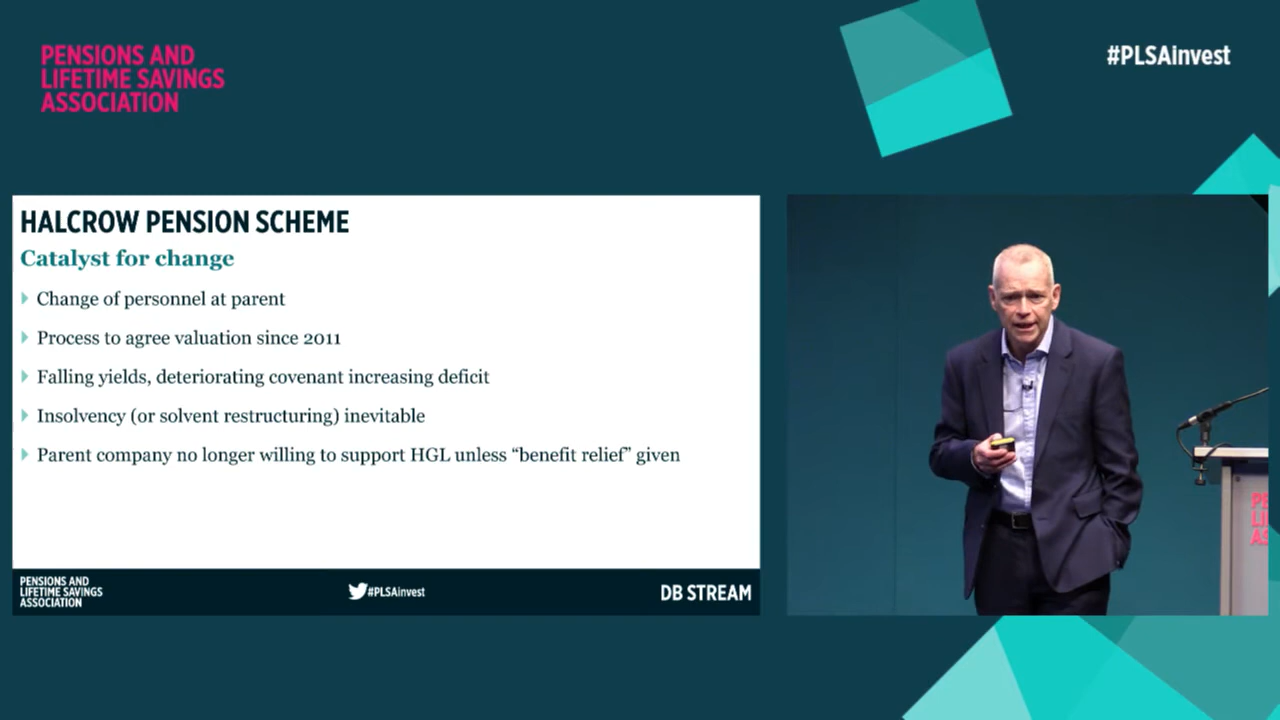 PENSIONS AND
LIFETIME SAVINGS
ASSOCIATION
#PLSAinvest
HALCROW PENSION SCHEME
Catalyst for change
Change of personnel at parent
Process to agree valuation since 2011
Falling yields, deteriorating covenant increasing deficit
Insolvency (or solvent restructuring) inevitable
Parent company no longer willing to support HGL unless “benefit relief” given
PENSIONS AND
LIFETIME SAVINGS
ASSOCIATION
#PLSAinvest
DB STREAM